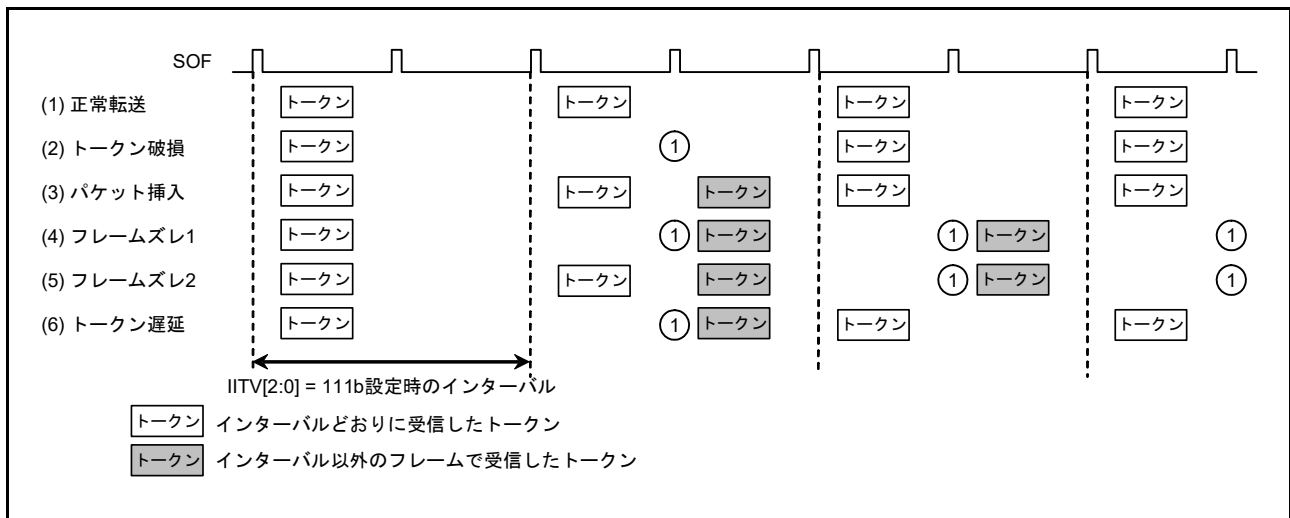 SOF
(1) 正常転送 トークン トークン トークン トークン
(2) トークン破損 トークン 1 トークン トークン
(3) パケット挿入 トークン トークン トークン トークン トークン
(4) フレームズレ1 トークン 1 トークン 1 トークン 1
(5) フレームズレ2 トークン トークン トークン 1 トークン 1
(6) トークン遅延 トークン 1 トークン トークン トークン
IITV[2:0] = 111b設定時のインターバル
トークン インターバルどおりに受信したトークン
トークン インターバル以外のフレームで受信したトークン